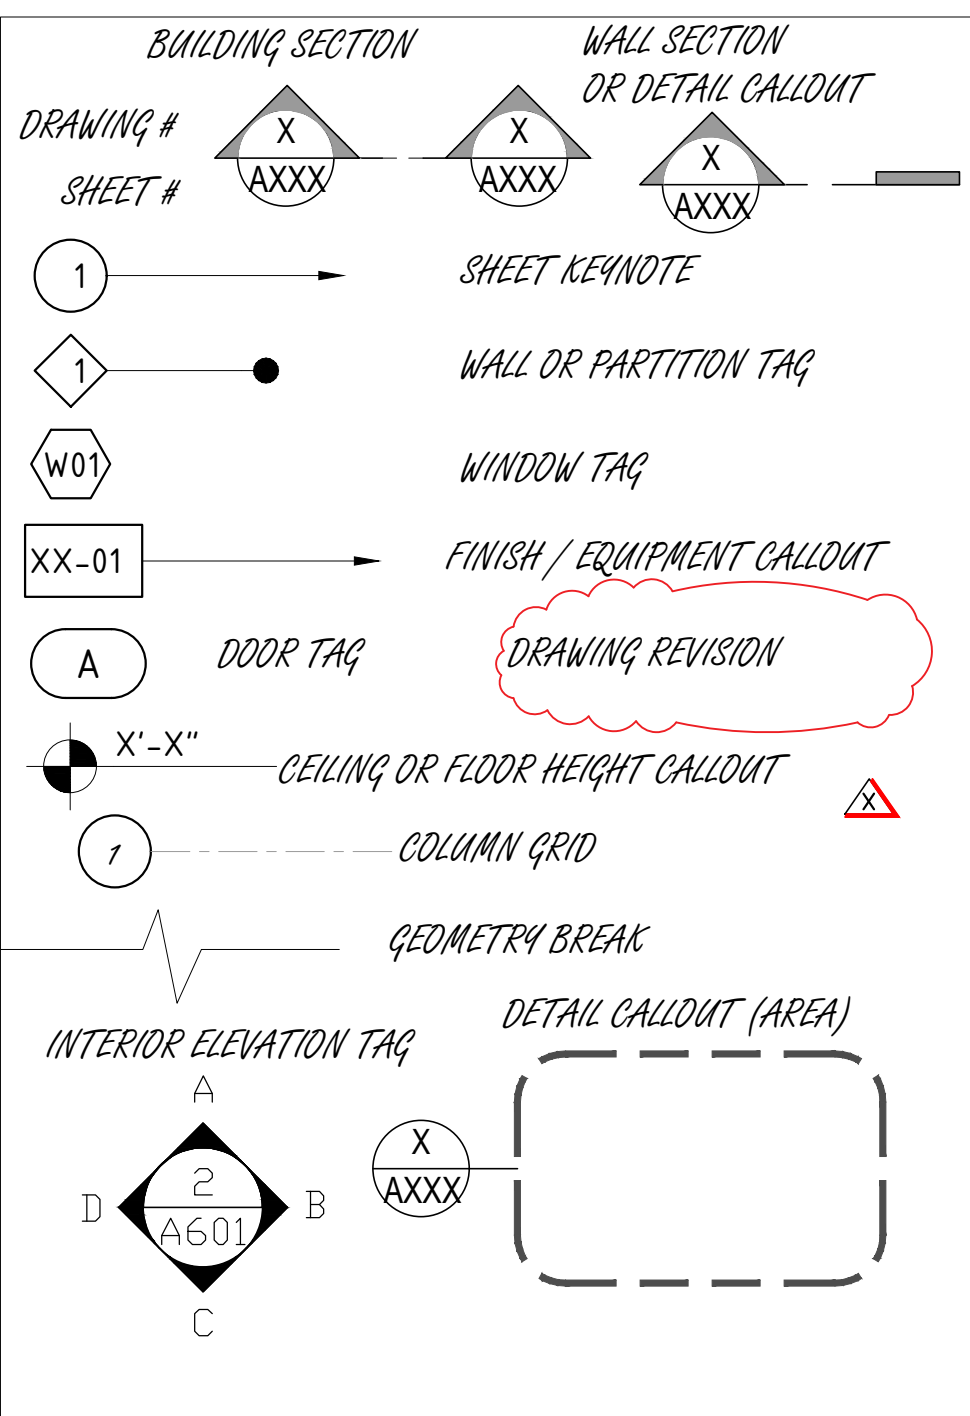 BUILDING SECTION
WALL SECTION
OR DETAIL CALLOUT
DRAWING #
X
X
X
SHEET #
AXXX
AXXX
AXXX
1
SHEET KEYNOTE
1
WALL OR PARTITION TAG
W01
WINDOW TAG
XX-01
FINISH / EQUIPMENT CALLOUT
A
DOOR TAG
DRAWING REVISION
X'-X"
CEILING OR FLOOR HEIGHT CALLOUT
X
1
COLUMN GRID
GEOMETRY BREAK
INTERIOR ELEVATION TAG
DETAIL CALLOUT (AREA)
A
2
D
B
A601
C
X
AXXX